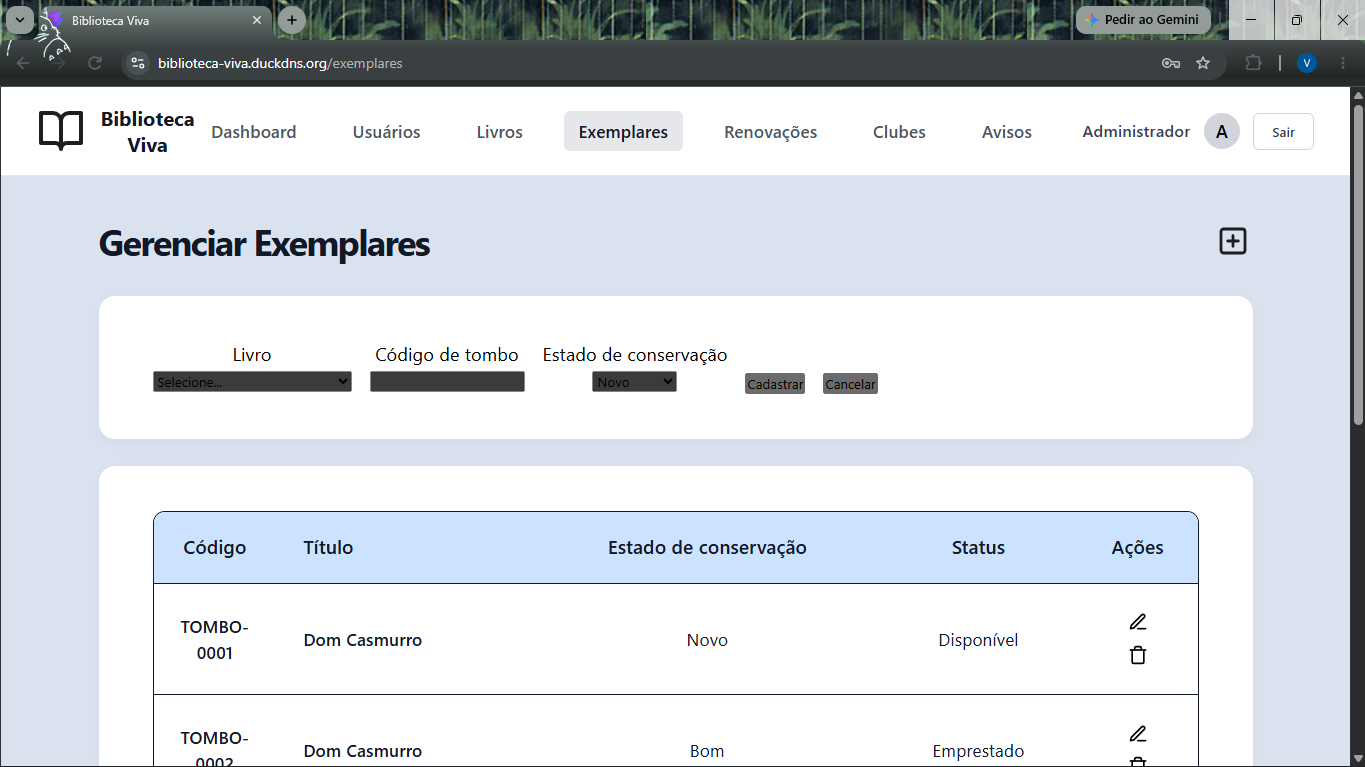 Biblioteca Viva
Pedir ao Gemini
biblioteca-viva.duckdns.org/exemplares
V
Biblioteca
Viva
Dashboard
Usuários
Livros
Exemplares
Renovações
Clubes
Avisos
Administrador
A
Sair
Gerenciar Exemplares
Livro
Código de tombo
Estado de conservação
Selecione...
Novo
Cadastrar
Cancelar
Código
Título
Estado de conservação
Status
Ações
TOMBO-
0001
Dom Casmurro
Novo
Disponível
TOMBO-
0002
Dom Casmurro
Bom
Emprestado